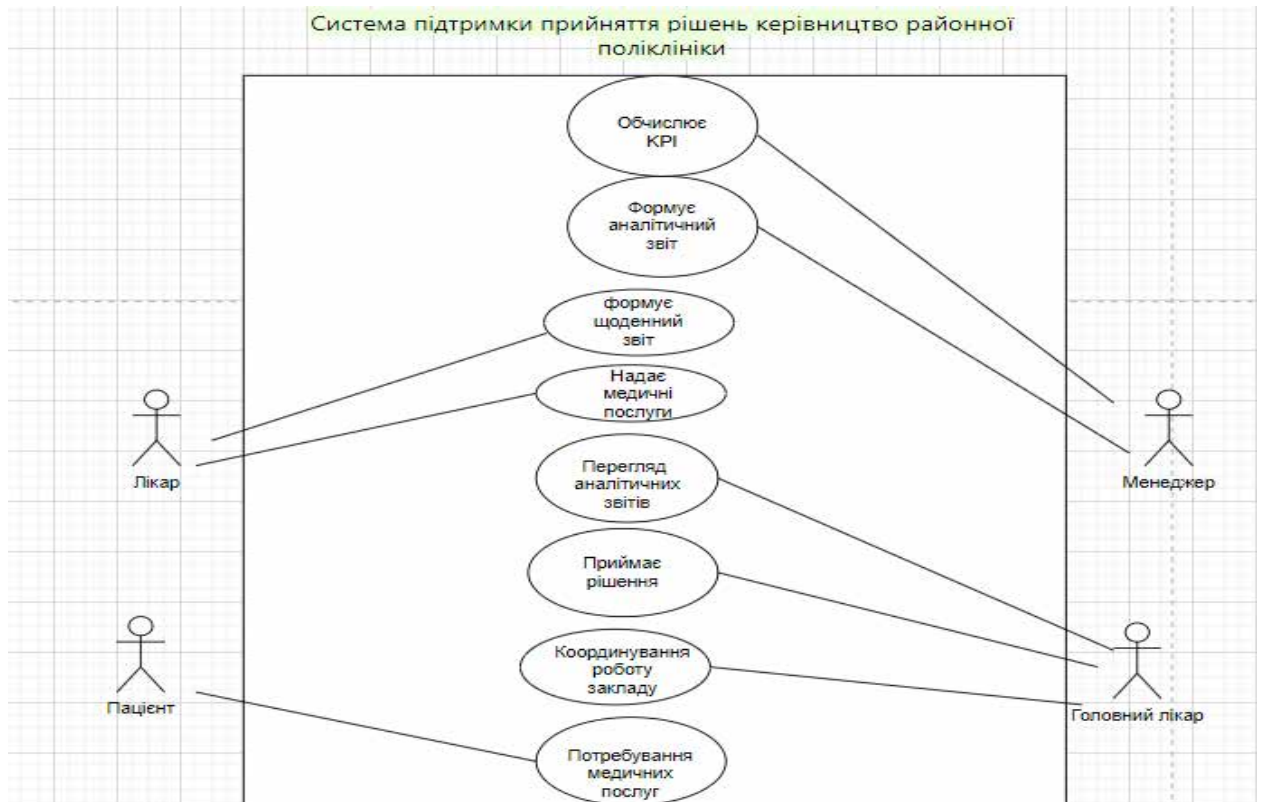 Система підтримки прийняття рішень керівництво районної
поліклініки
Обчислює
KPI
Формує
аналітичний
звіт
формує
щоденний
звіт
Надає
медичні
послуги
Лікар
Менеджер
Перегляд
аналітичних
звітів
Приймає
рішення
Координування
роботу
закладу
Пацієнт
Головний лікар
Потребування
медичних
послуг